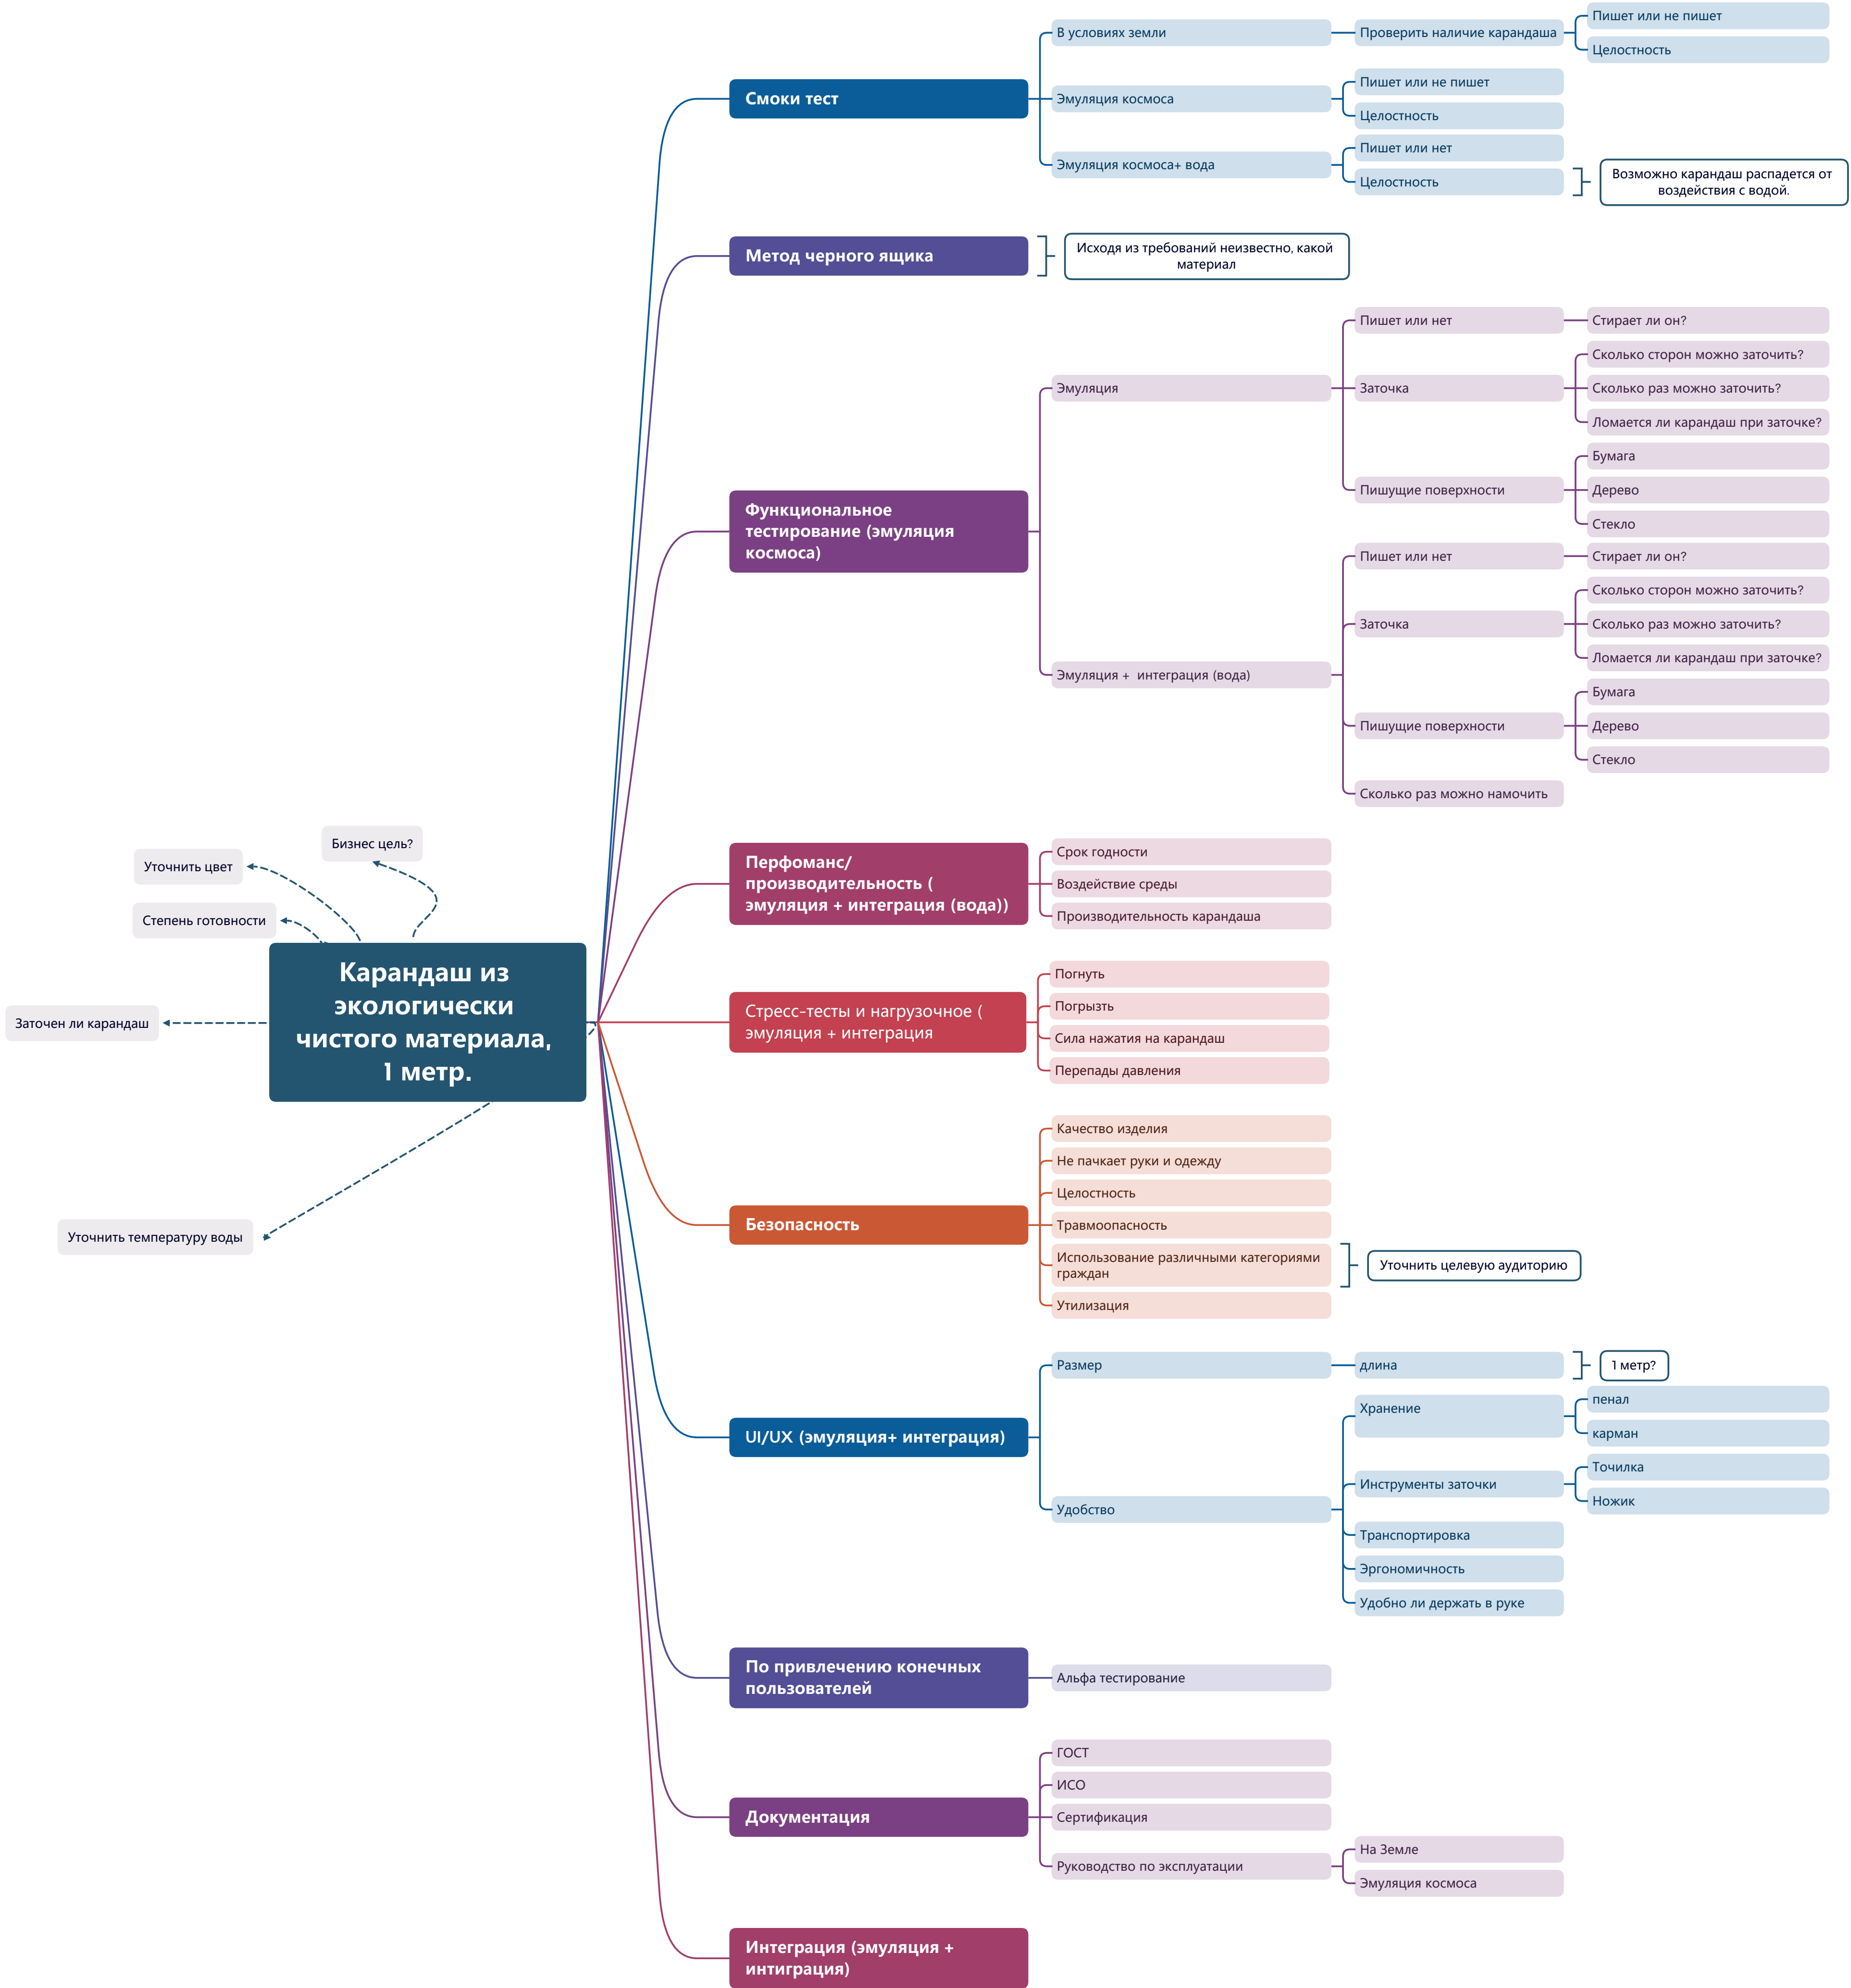 Пишет или не пишет
В условиях земли
Проверить наличие карандаша
Целостность
Смоки тест
Пишет или не пишет
Эмуляция космоса
Целостность
Пишет или нет
Эмуляция космоса+ вода
Целостность
Возможно карандаш распадется от
воздействия с водой.
Метод черного ящика
Исходя из требований неизвестно, какой
материал
Функциональное
тестирование (эмуляция
космоса)
Эмуляция
Пишет или нет
Стирает ли он?
Заточка
Сколько сторон можно заточить?
Сколько раз можно заточить?
Ломается ли карандаш при заточке?
Пишущие поверхности
Бумага
Дерево
Стекло
Эмуляция +  интеграция (вода)
Пишет или нет
Стирает ли он?
Заточка
Сколько сторон можно заточить?
Сколько раз можно заточить?
Ломается ли карандаш при заточке?
Пишущие поверхности
Бумага
Дерево
Стекло
Сколько раз можно намочить
Бизнес цель?
Уточнить цвет
Степень готовности
Заточен ли карандаш
Уточнить температуру воды
Карандаш из
экологически
чистого материала,
1 метр.
Перфоманс/
производительность (
эмуляция + интеграция (вода))
Срок годности
Воздействие среды
Производительность карандаша
Стресс-тесты и нагрузочное (
эмуляция + интеграция
Погнуть
Погрызть
Сила нажатия на карандаш
Перепады давления
Безопасность
Качество изделия
Не пачкает руки и одежду
Целостность
Травмоопасность
Использование различными категориями
граждан
Уточнить целевую аудиторию
Утилизация
UI/UX (эмуляция+ интеграция)
Размер
длина
1 метр?
Удобство
Хранение
пенал
карман
Инструменты заточки
Точилка
Ножик
Транспортировка
Эргономичность
Удобно ли держать в руке
По привлечению конечных
пользователей
Альфа тестирование
Документация
ГОСТ
ИСО
Сертификация
Руководство по эксплуатации
На Земле
Эмуляция космоса
Интеграция (эмуляция +
интиграция)